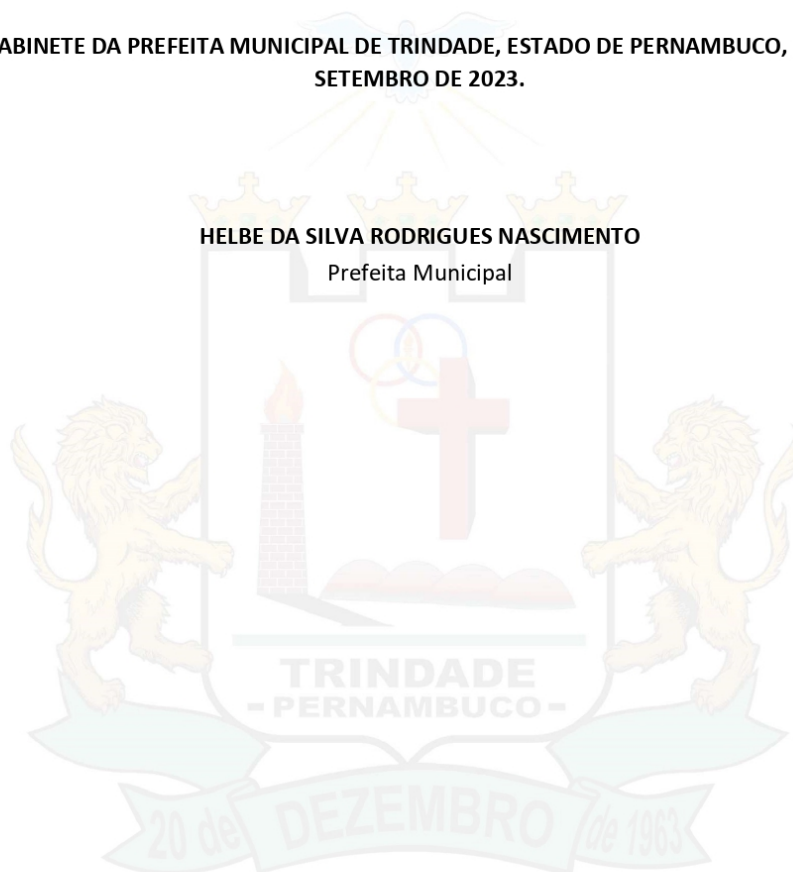 ABINETE DA PREFEITA MUNICIPAL DE TRINDADE, ESTADO DE PERNAMBUCO,
SETEMBRO DE 2023.
HELBE DA SILVA RODRIGUES NASCIMENTO
Prefeita Municipal
TRINDADE
- PERNAMBUCO -
20 de DEZEMBRO de 1963